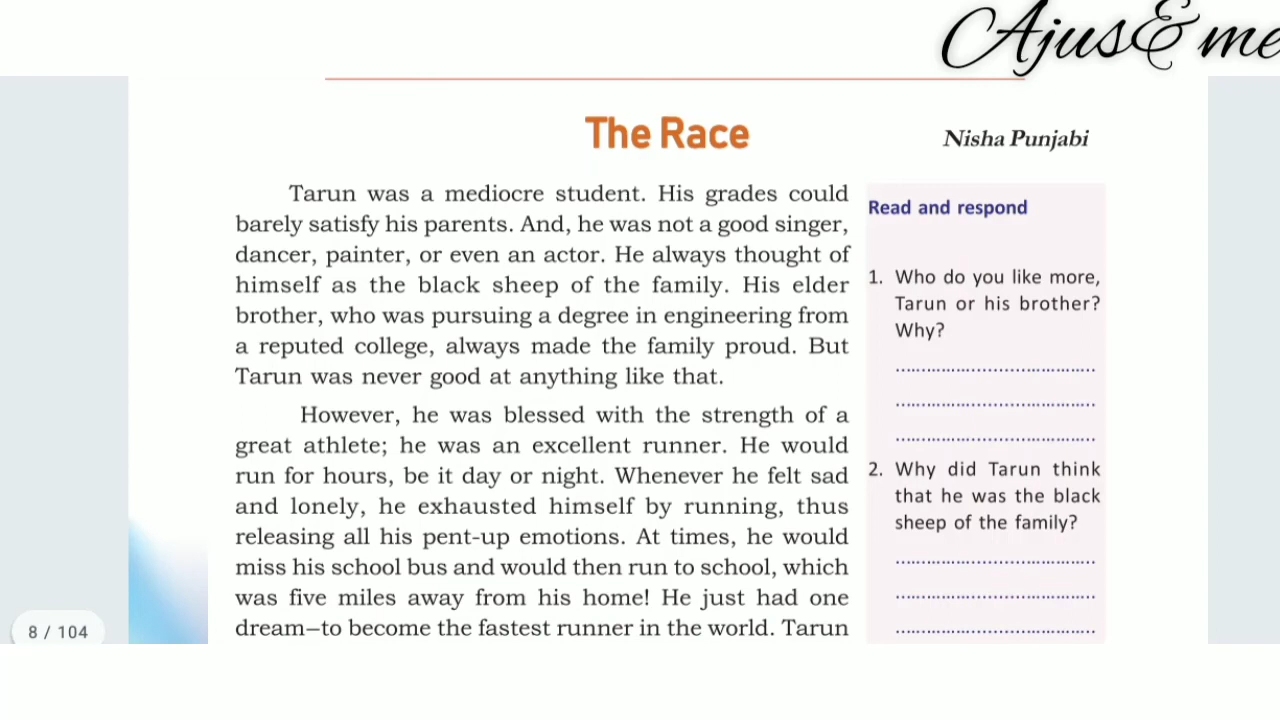 Ajus& me
The Race
Nisha Punjabi
Tarun was a mediocre student. His grades could
barely satisfy his parents. And, he was not a good singer,
dancer, painter, or even an actor. He always thought of
himself as the black sheep of the family. His elder
brother, who was pursuing a degree in engineering from
a reputed college, always made the family proud. But
Tarun was never good at anything like that.
However, he was blessed with the strength of a
great athlete; he was an excellent runner. He would
run for hours, be it day or night. Whenever he felt sad
and lonely, he exhausted himself by running, thus
releasing all his pent-up emotions. At times, he would
miss his school bus and would then run to school, which
was five miles away from his home! He just had one
dream—to become the fastest runner in the world. Tarun
Read and respond
1. Who do you like more,
Tarun or his brother?
Why?
2. Why did Tarun think
that he was the black
sheep of the family?
8 / 104